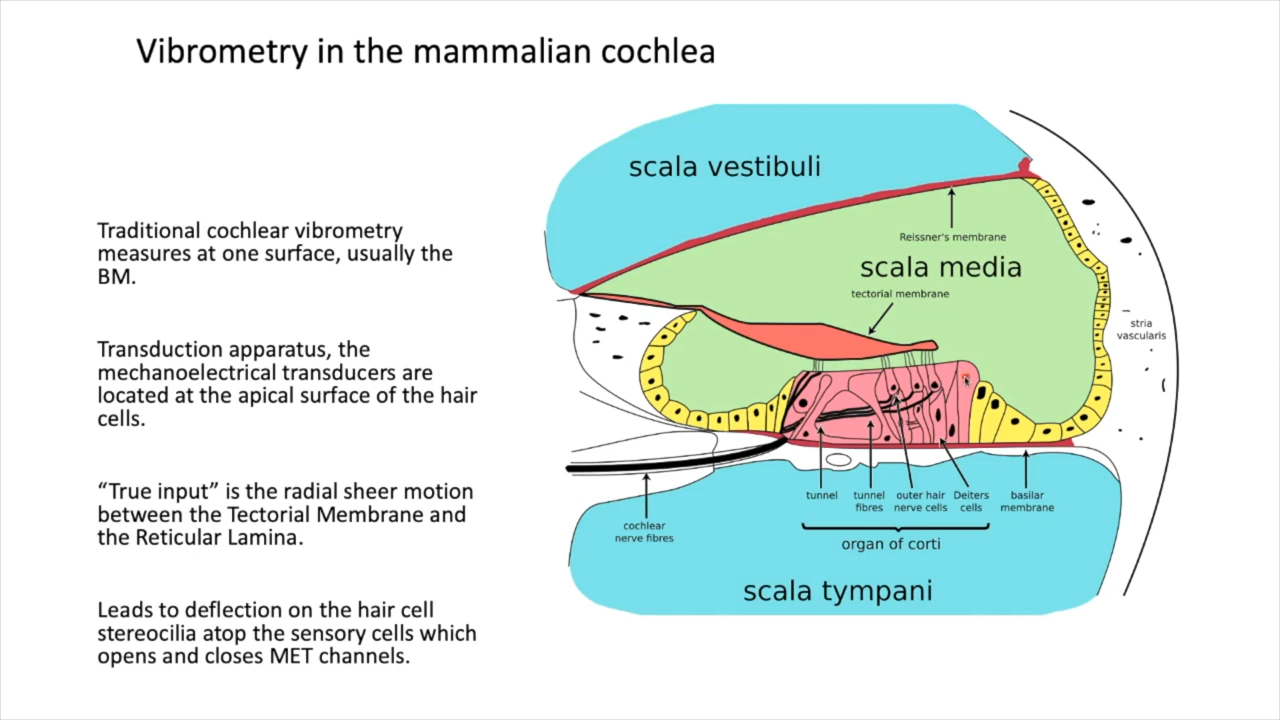 Vibrometry in the mammalian cochlea
Traditional cochlear vibrometry
measures at one surface, usually the
BM.
Transduction apparatus, the
mechanoelectrical transducers are
located at the apical surface of the hair
cells.
“True input” is the radial sheer motion
between the Tectorial Membrane and
the Reticular Lamina.
Leads to deflection on the hair cell
stereocilia atop the sensory cells which
opens and closes MET channels.
scala vestibuli
Reissner's membrane
scala media
tectorial membrane
stria
vascularis
tunnel
tunnel
fibres
outer hair
nerve cells
Deiters
cells
basilar
membrane
cochlear
nerve fibres
organ of corti
scala tympani